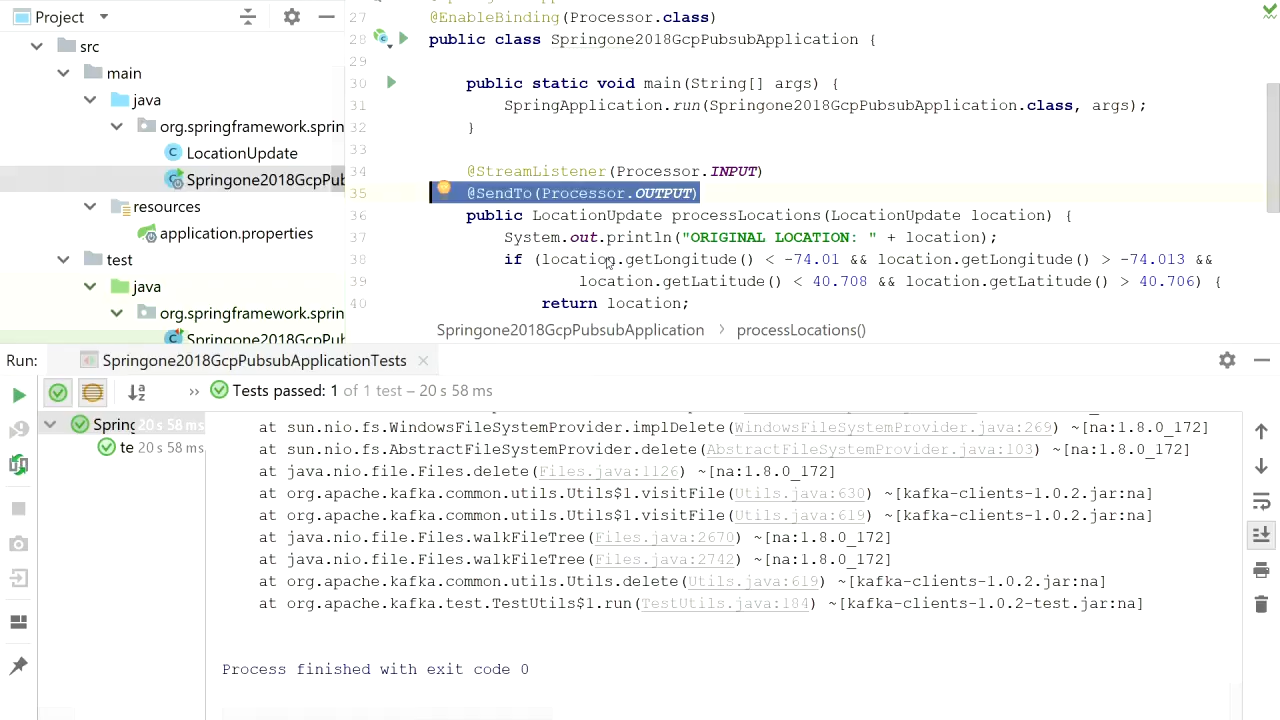 Project
src
main
java
org.springframework.sprin
LocationUpdate
Springone2018GcpPub
resources
application.properties
test
java
org.springframework.sprin
Springone2018GcpPub
27 @EnableBinding(Processor.class)
28 public class Springone2018GcpPubsubApplication {
29
30 public static void main(String[] args) {
31 SpringApplication.run(Springone2018GcpPubsubApplication.class, args);
32 }
33
34 @StreamListener(Processor.INPUT)
35 @SendTo(Processor.OUTPUT)
36 public LocationUpdate processLocations(LocationUpdate location) {
37 System.out.println("ORIGINAL LOCATION: " + location);
38 if (location.getLongitude() < -74.01 && location.getLongitude() > -74.013 &&
39 location.getLatitude() < 40.708 && location.getLatitude() > 40.706) {
40 return location;
Springone2018GcpPubsubApplication > processLocations()
Run: Springone2018GcpPubsubApplicationTests
» Tests passed: 1 of 1 test – 20 s 58 ms
Spring 20 s 58 ms
te 20 s 58 ms
at sun.nio.fs.WindowsFileSystemProvider.implDelete(WindowsFileSystemProvider.java:269) ~[na:1.8.0_172]
at sun.nio.fs.AbstractFileSystemProvider.delete(AbstractFileSystemProvider.java:103) ~[na:1.8.0_172]
at java.nio.file.Files.delete(Files.java:1126) ~[na:1.8.0_172]
at org.apache.kafka.common.utils.Utils$1.visitFile(Utils.java:630) ~[kafka-clients-1.0.2.jar:na]
at org.apache.kafka.common.utils.Utils$1.visitFile(Utils.java:619) ~[kafka-clients-1.0.2.jar:na]
at java.nio.file.Files.walkFileTree(Files.java:2670) ~[na:1.8.0_172]
at java.nio.file.Files.walkFileTree(Files.java:2742) ~[na:1.8.0_172]
at org.apache.kafka.common.utils.Utils.delete(Utils.java:619) ~[kafka-clients-1.0.2.jar:na]
at org.apache.kafka.test.TestUtils$1.run(TestUtils.java:184) ~[kafka-clients-1.0.2-test.jar:na]
Process finished with exit code 0